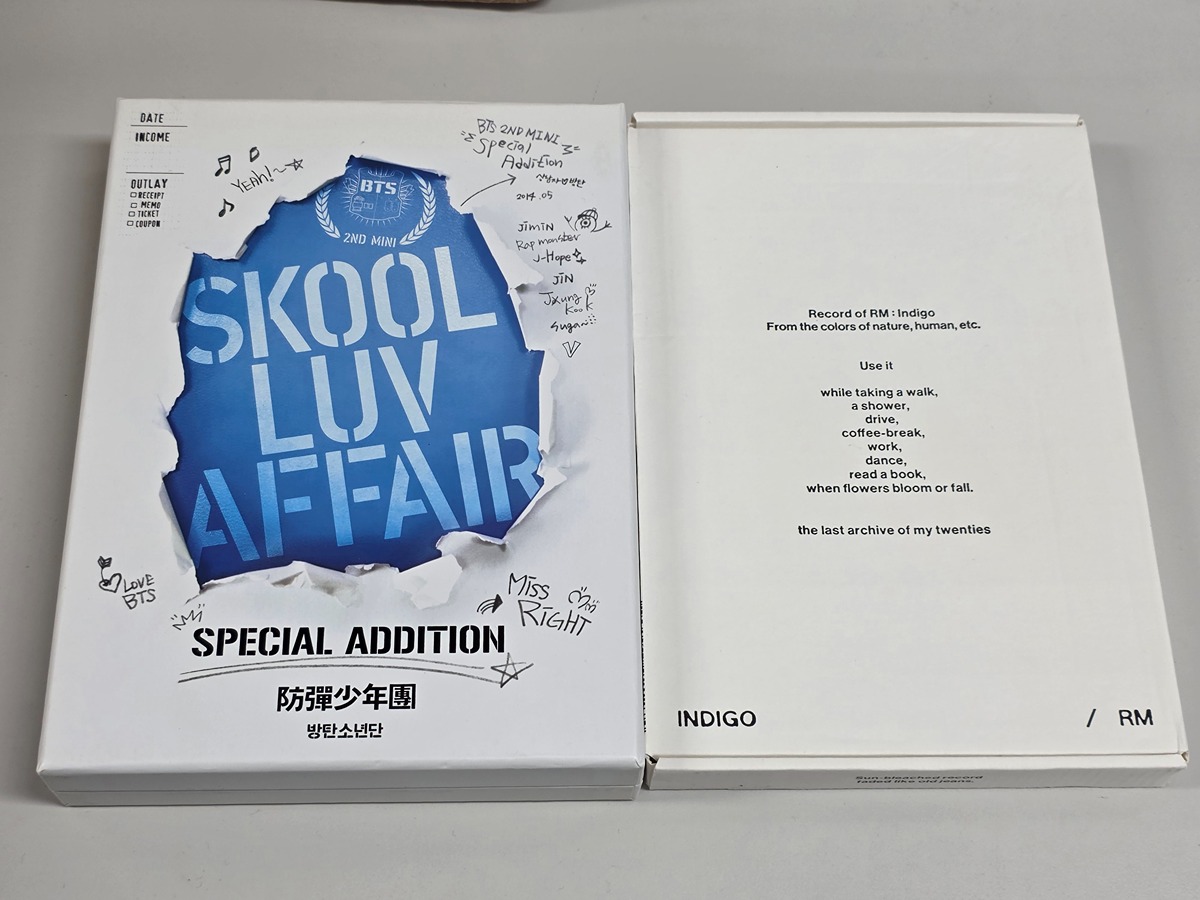 DATE
INCOME
OUTLAY
RECEIPT
MEMO
TICKET
COUPON
YEAH!~
BTS 2ND MINI
Special
Addition
2014.05
JiMiN
Rap monster
J-Hope
JiN
Jxung
Kook
Suga
BTS
2ND MINI
SKOOL
LUV
AFFAIR
LOVE
BTS
MiSS
RiGHT
SPECIAL ADDITION
防彈少年團
방탄소년단
Record of RM : Indigo
From the colors of nature, human, etc.
Use it
while taking a walk,
a shower,
drive,
coffee-break,
work,
dance,
read a book,
when flowers bloom or fall.
the last archive of my twenties
INDIGO / RM
Sun-bleached record
faded like old jeans.